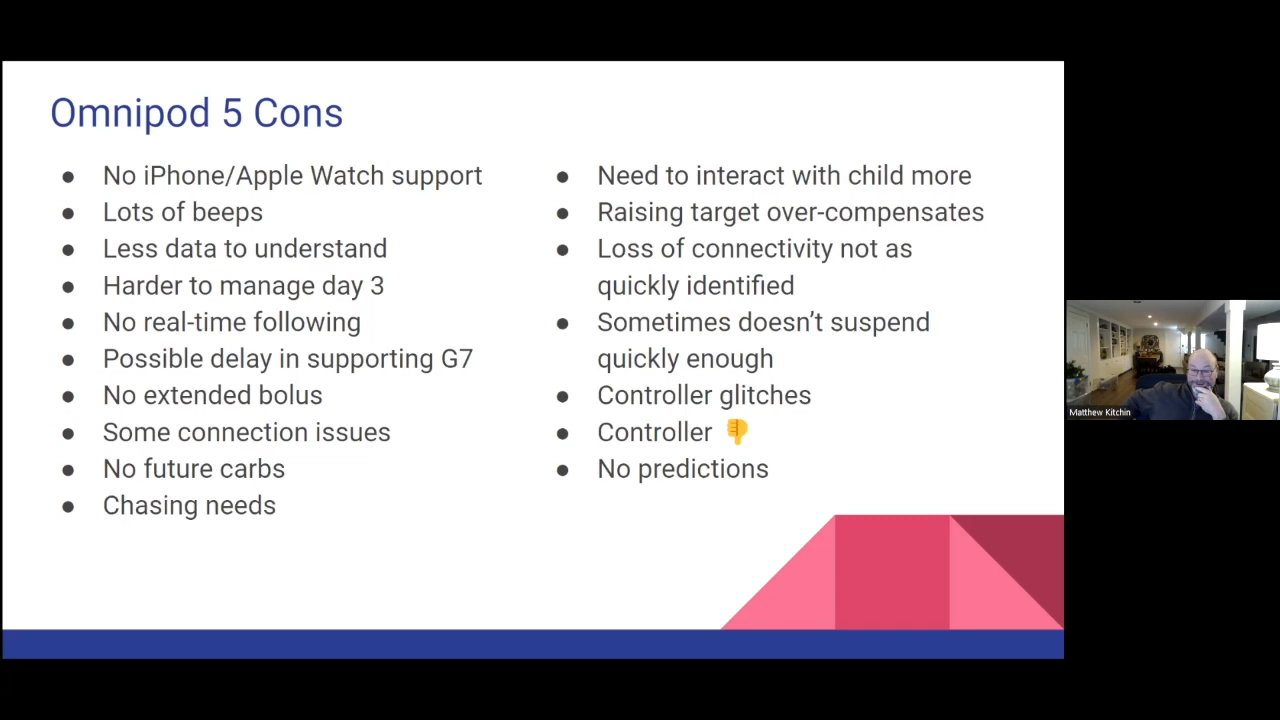 Omnipod 5 Cons
No iPhone/Apple Watch support
Lots of beeps
Less data to understand
Harder to manage day 3
No real-time following
Possible delay in supporting G7
No extended bolus
Some connection issues
No future carbs
Chasing needs
Need to interact with child more
Raising target over-compensates
Loss of connectivity not as
quickly identified
Sometimes doesn’t suspend
quickly enough
Controller glitches
Controller 👎
No predictions
Matthew Kitchin